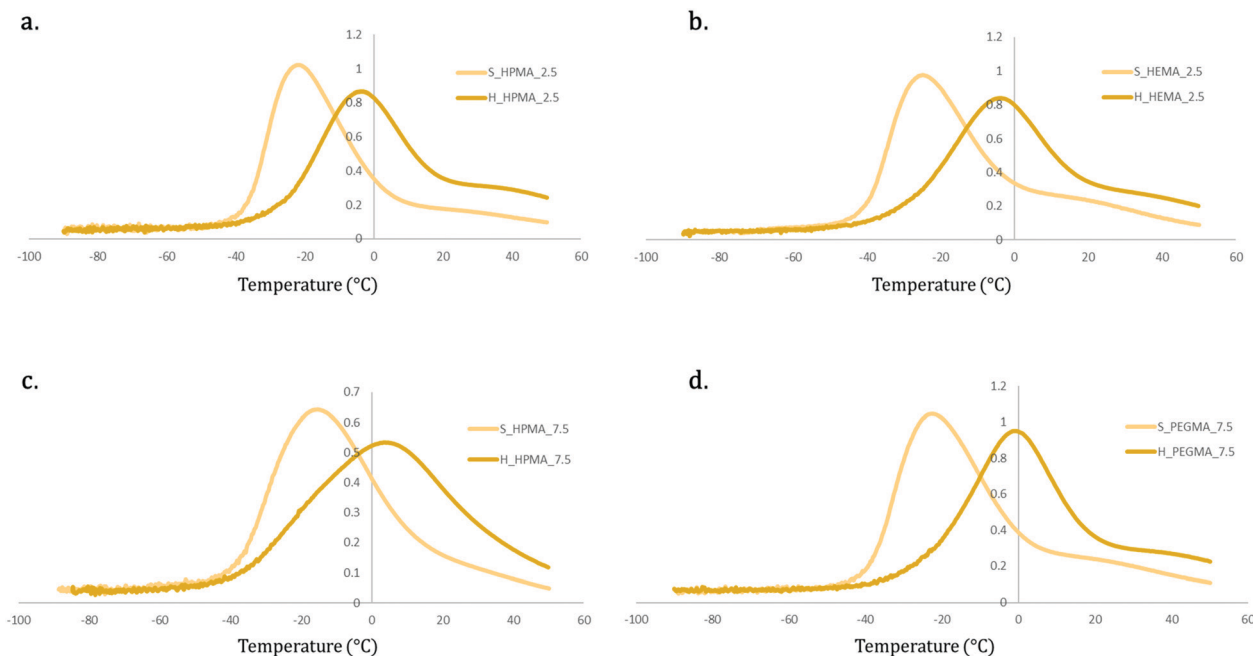 a.
1.2
1
0.8
0.6
0.4
0.2
0
S_HPMA_2.5
H_HPMA_2.5
-100 -80 -60 -40 -20 0 20 40 60
Temperature (°C)
b.
1.2
1
0.8
0.6
0.4
0.2
0
S_HEMA_2.5
H_HEMA_2.5
-100 -80 -60 -40 -20 0 20 40 60
Temperature (°C)
c.
0.7
0.6
0.5
0.4
0.3
0.2
0.1
0
S_HPMA_7.5
H_HPMA_7.5
-100 -80 -60 -40 -20 0 20 40 60
Temperature (°C)
d.
1.2
1
0.8
0.6
0.4
0.2
0
S_PEGMA_7.5
H_PEGMA_7.5
-100 -80 -60 -40 -20 0 20 40 60
Temperature (°C)